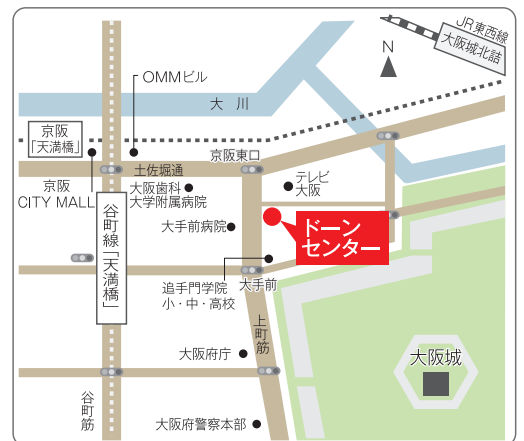 JR東西線
大阪城北詰
N
OMMビル
大 川
京阪
「天満橋」
土佐堀通
京阪東口
京阪
CITY MALL
大阪歯科
大学附属病院
テレビ
大阪
谷町線「天満橋」
大手前病院
ドーン
センター
追手門学院
小・中・高校
大手前
上町筋
大阪府庁
大阪城
谷町筋
大阪府警察本部